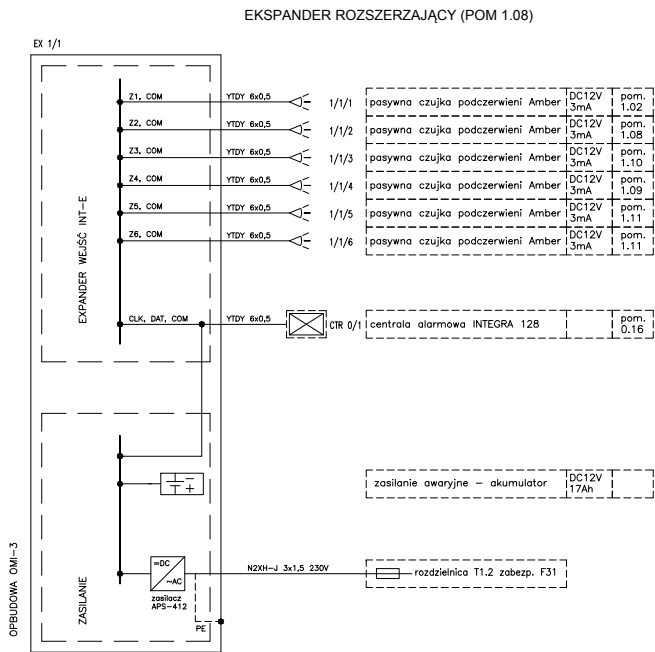 EKSPANDER ROZSZERZAJĄCY (POM 1.08)
EX 1/1
Z1, COM YTDY 6x0,5 1/1/1 pasywna czujka podczerwieni Amber DC12V 3mA pom. 1.02
Z2, COM YTDY 6x0,5 1/1/2 pasywna czujka podczerwieni Amber DC12V 3mA pom. 1.08
Z3, COM YTDY 6x0,5 1/1/3 pasywna czujka podczerwieni Amber DC12V 3mA pom. 1.10
Z4, COM YTDY 6x0,5 1/1/4 pasywna czujka podczerwieni Amber DC12V 3mA pom. 1.09
Z5, COM YTDY 6x0,5 1/1/5 pasywna czujka podczerwieni Amber DC12V 3mA pom. 1.11
Z6, COM YTDY 6x0,5 1/1/6 pasywna czujka podczerwieni Amber DC12V 3mA pom. 1.11
EXPANDER WEJŚĆ INT-E
CLK, DAT, COM YTDY 6x0,5 CTR 0/1 centrala alarmowa INTEGRA 128 pom. 0.16
zasilanie awaryjne – akumulator DC12V 17Ah
OPBUDOWA OMI-3
ZASILANIE
=DC
~AC
zasilacz
APS-412
PE
N2XH-J 3x1,5 230V
rozdzielnica T1.2 zabezp. F31